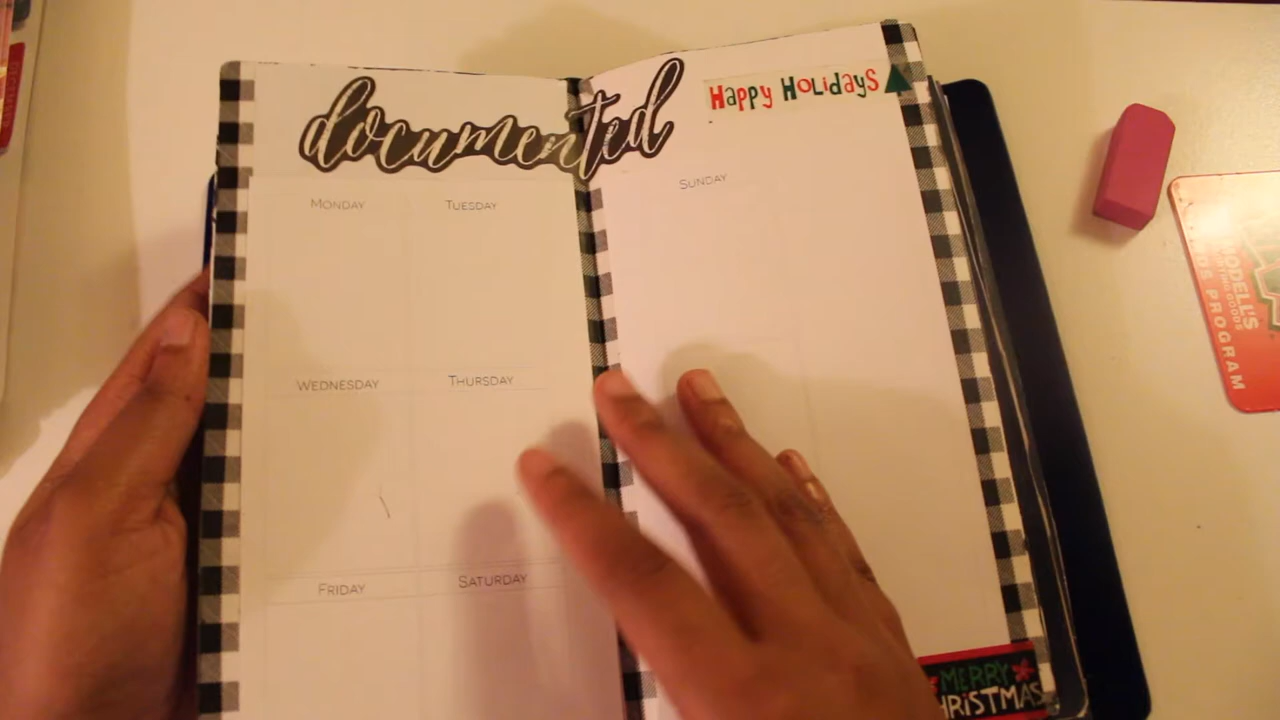 documented
Happy Holidays
Monday
Tuesday
Sunday
Wednesday
Thursday
Friday
Saturday
Merry
Christmas
Program